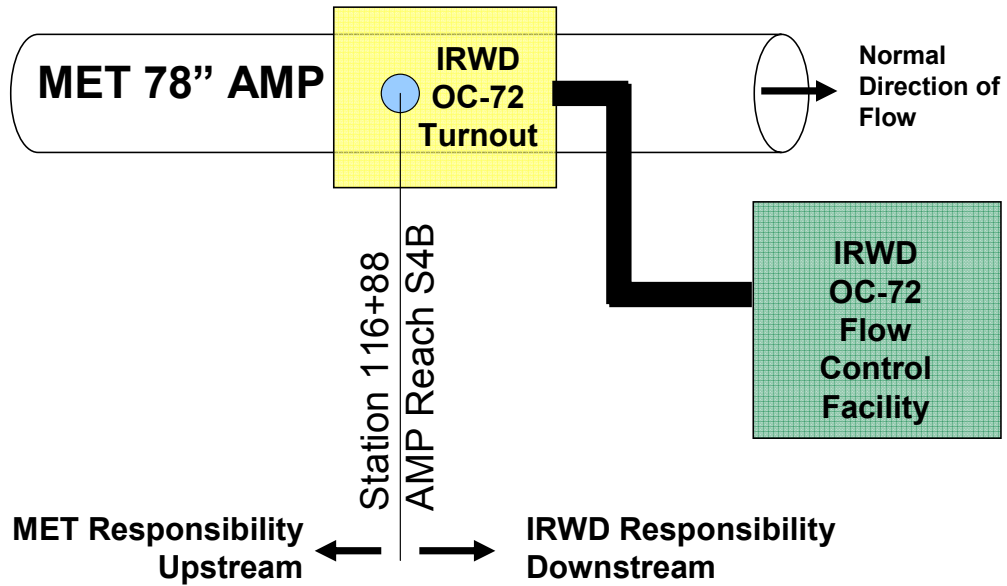 MET 78” AMP
IRWD
OC-72
Turnout
Normal
Direction of
Flow
IRWD
OC-72
Flow
Control
Facility
Station 116+88
AMP Reach S4B
MET Responsibility
Upstream
IRWD Responsibility
Downstream